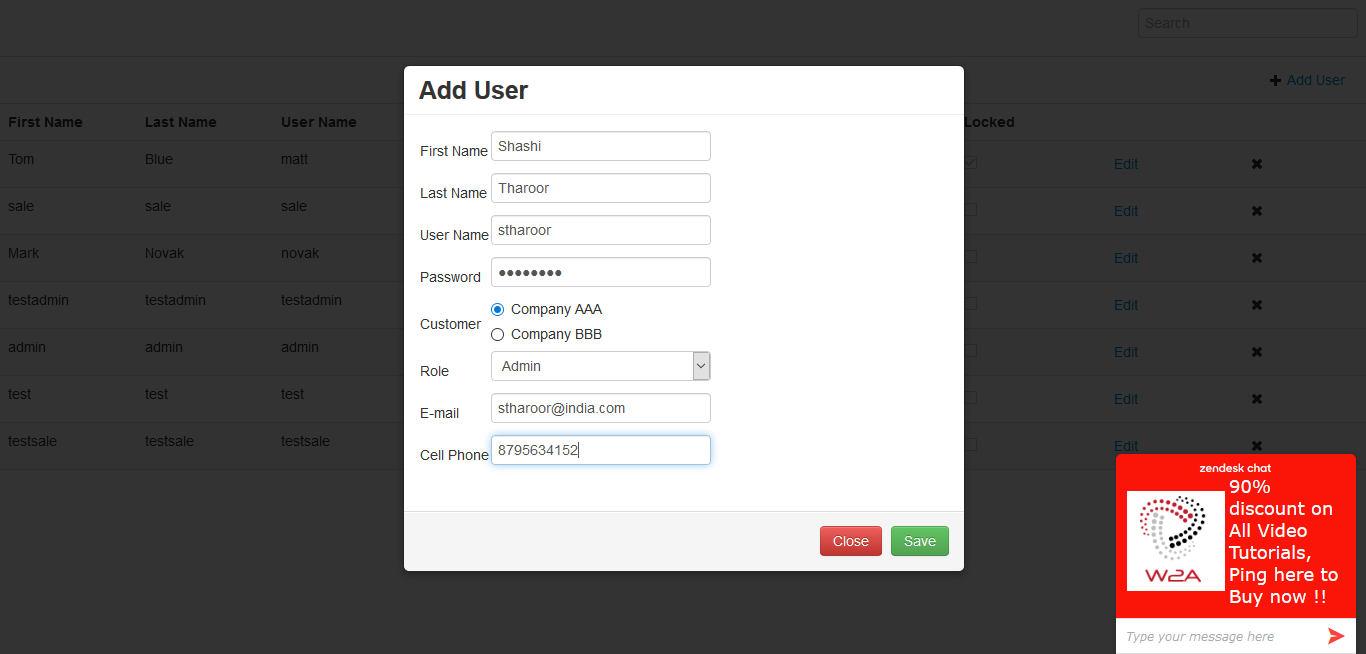 Search
Add User
First Name Last Name User Name Locked
Tom Blue matt Edit
sale sale sale Edit
Mark Novak novak Edit
testadmin testadmin testadmin Edit
admin admin admin Edit
test test test Edit
testsale testsale testsale Edit
Add User
First Name Shashi
Last Name Tharoor
User Name stharoor
Password ●●●●●●●●
Customer
Company AAA
Company BBB
Role Admin
E-mail stharoor@india.com
Cell Phone 8795634152
Close Save
zendesk chat
W2A
90%
discount on
All Video
Tutorials,
Ping here to
Buy now !!
Type your message here